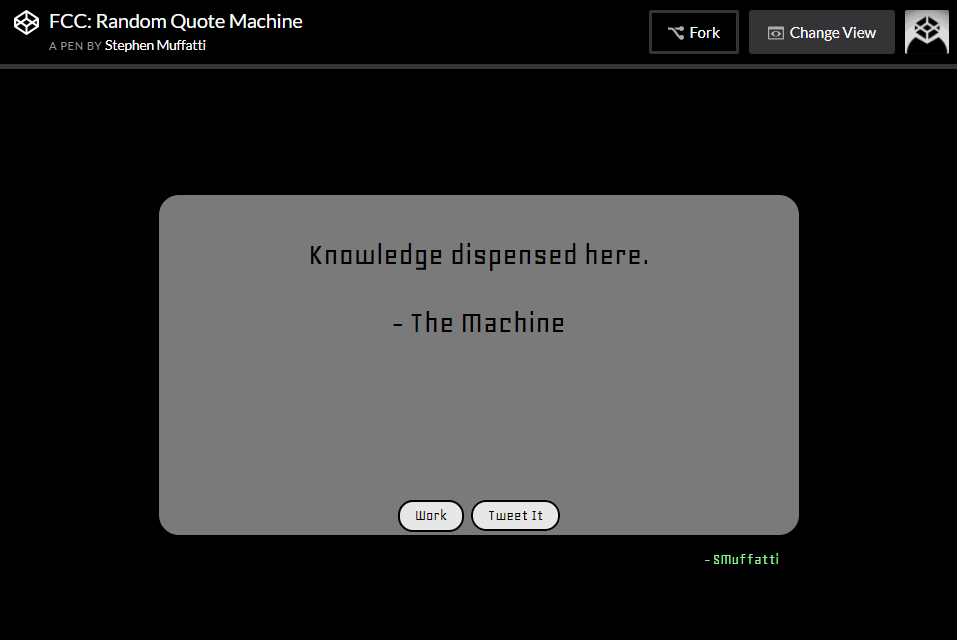 FCC: Random Quote Machine
A PEN BY Stephen Muffatti
Fork
Change View
Knowledge dispensed here.
- The Machine
Work
Tweet It
- SMuffatti